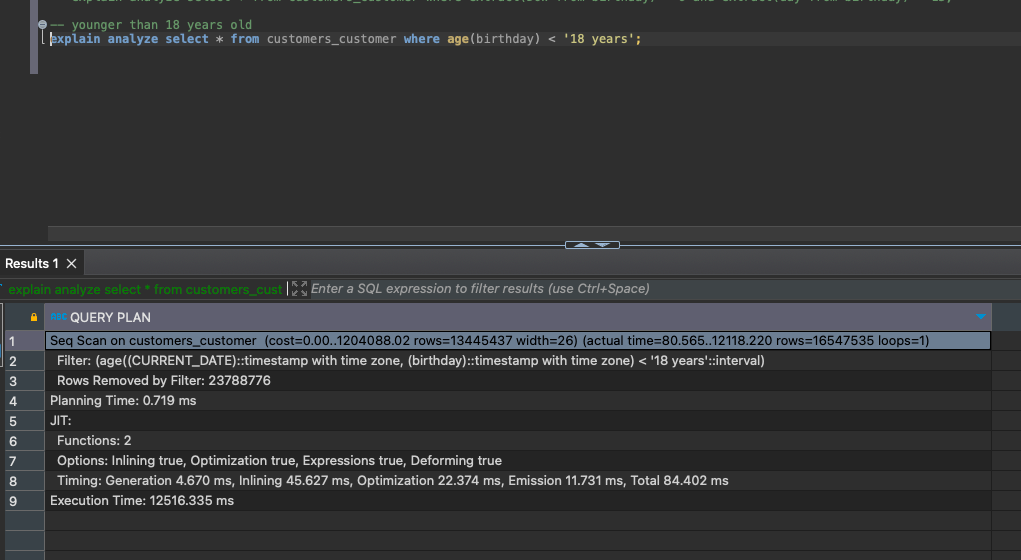 -- younger than 18 years old
explain analyze select * from customers_customer where age(birthday) < '18 years';
Results 1
explain analyze select * from customers_cust
Enter a SQL expression to filter results (use Ctrl+Space)
ABC QUERY PLAN
1 Seq Scan on customers_customer (cost=0.00..1204088.02 rows=13445437 width=26) (actual time=80.565..12118.220 rows=16547535 loops=1)
2 Filter: (age((CURRENT_DATE)::timestamp with time zone, (birthday)::timestamp with time zone) < '18 years'::interval)
3 Rows Removed by Filter: 23788776
4 Planning Time: 0.719 ms
5 JIT:
6 Functions: 2
7 Options: Inlining true, Optimization true, Expressions true, Deforming true
8 Timing: Generation 4.670 ms, Inlining 45.627 ms, Optimization 22.374 ms, Emission 11.731 ms, Total 84.402 ms
9 Execution Time: 12516.335 ms